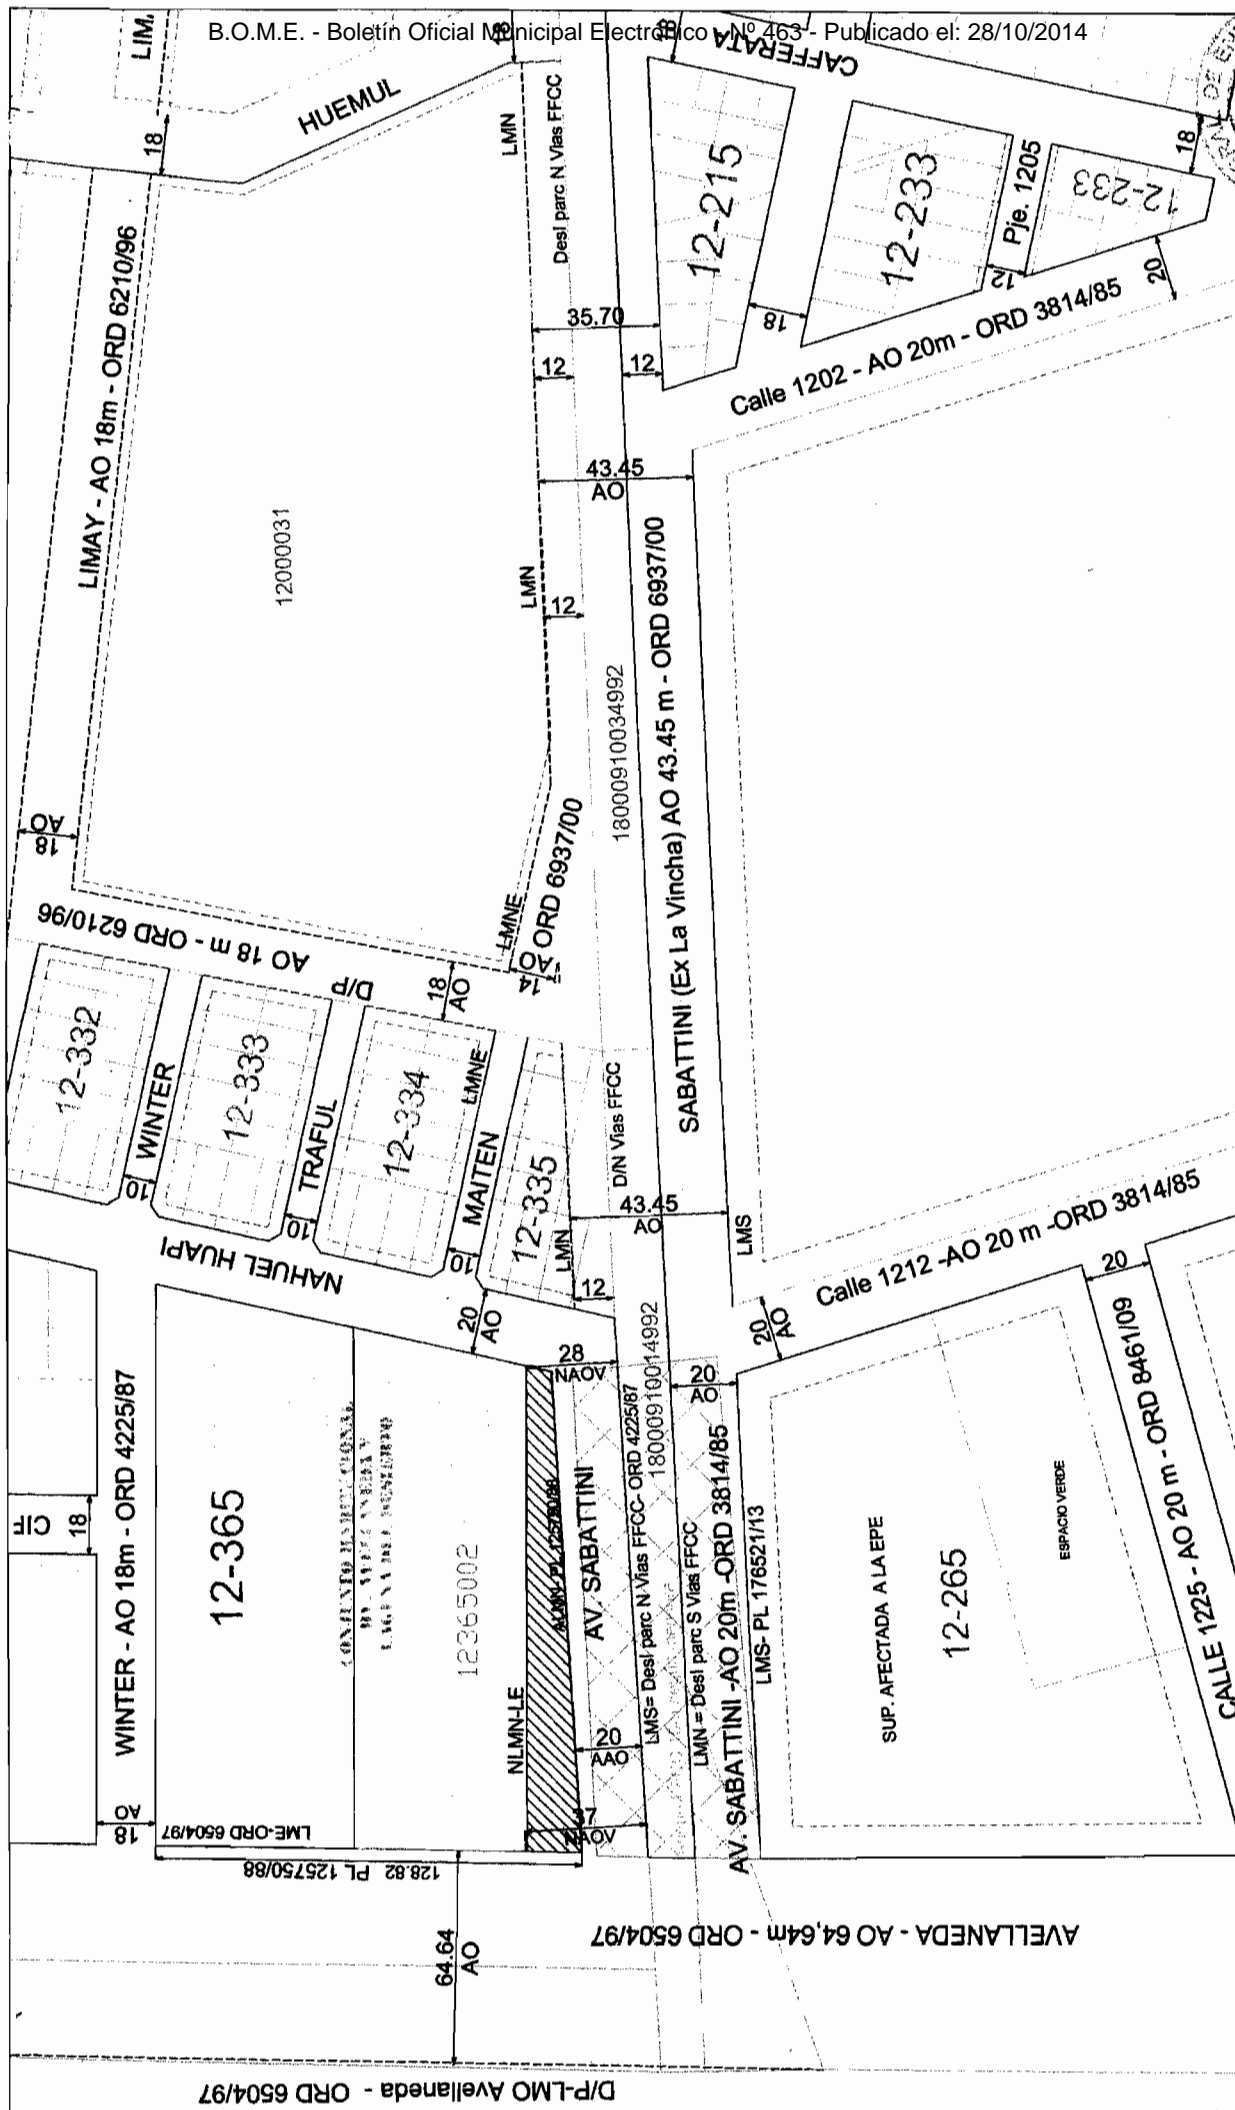 B.O.M.E. - Boletín Oficial Municipal Electrónico - Nº 463 - Publicado el: 28/10/2014
LIM.
LIMAY - AO 18m - ORD 6210/96
18
HUEMUL
18
LMN
Desl parc N Vias FFCC
18
CAFFERATA
12-215
12-233
Pje. 1205
12-233
18
12
20
18
35.70
12
12
Calle 1202 - AO 20m - ORD 3814/85
12000031
43.45
AO
LMN
12
18
AO
AO 18 m - ORD 6210/96
D/P
18
AO
LMNE
14
AO ORD 6937/00
18000910034992
SABATTINI (Ex La Vincha) AO 43.45 m - ORD 6937/00
12-332
WINTER
10
12-333
TRAFUL
10
12-334
LMNE
MAITEN
10
12-335
LMN
D/N Vias FFCC
43.45
AO
LMS
12
NAHUEL HUAPI
20
AO
28
NAOV
20
AO
20
AO
Calle 1212 -AO 20 m -ORD 3814/85
20
WINTER - AO 18m - ORD 4225/87
18
18
AO
12-365
12365002
NLMN-LE
AV. SABATTINI
LMS= Desl parc N Vias FFCC- ORD 4225/87
18000910014992
LMN = Desl parc S Vias FFCC
AV. SABATTINI -AO 20m -ORD 3814/85
LMS- PL 176521/13
SUP. AFECTADA A LA EPE
12-265
ESPACIO VERDE
CALLE 1225 - AO 20 m - ORD 8461/09
20
AAO
37
NAOV
LME-ORD 6504/97
128.82 PL 125750/88
64.64
AO
AVELLANEDA - AO 64,64m - ORD 6504/97
D/P-LMO Avellaneda - ORD 6504/97